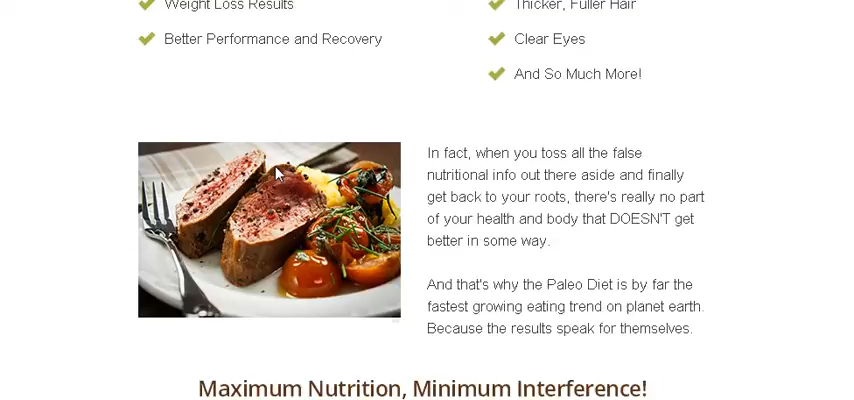 Weight Loss Results
Better Performance and Recovery
Thicker, Fuller Hair
Clear Eyes
And So Much More!
In fact, when you toss all the false
nutritional info out there aside and finally
get back to your roots, there's really no part
of your health and body that DOESN'T get
better in some way.
And that's why the Paleo Diet is by far the
fastest growing eating trend on planet earth.
Because the results speak for themselves.
Maximum Nutrition, Minimum Interference!